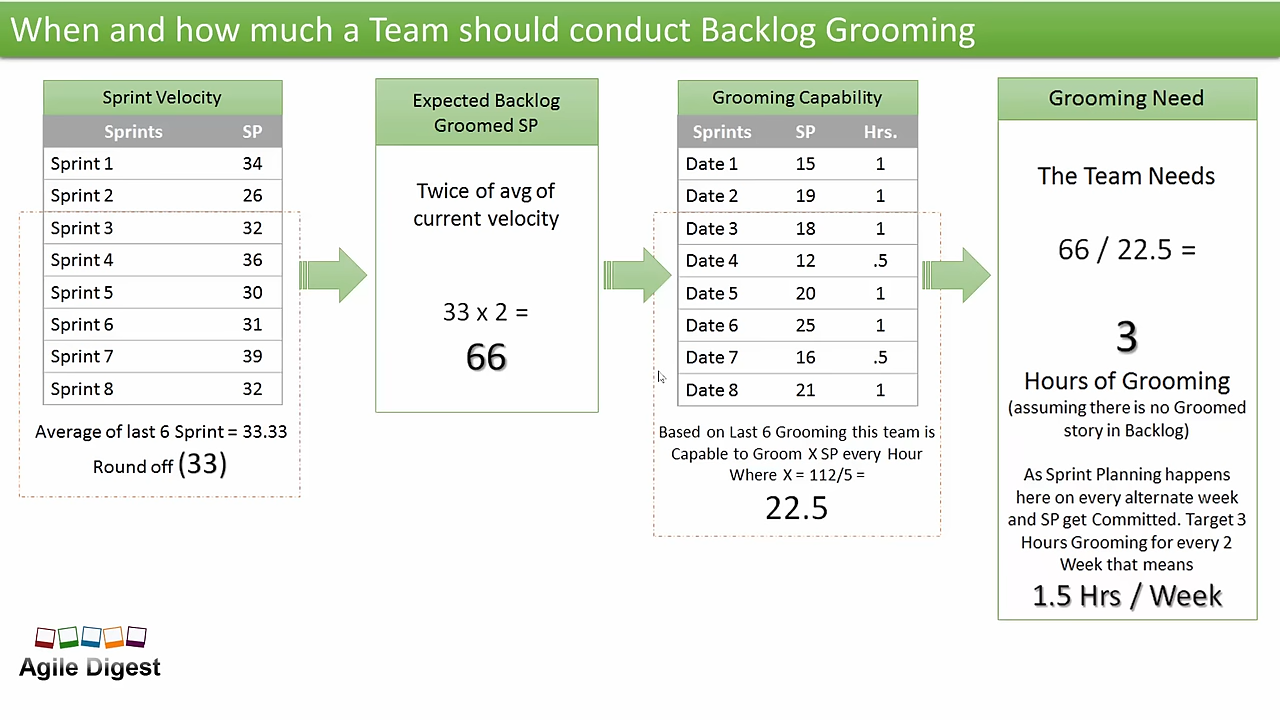 When and how much a Team should conduct Backlog Grooming
Sprint Velocity
Sprints SP
Sprint 1 34
Sprint 2 26
Sprint 3 32
Sprint 4 36
Sprint 5 30
Sprint 6 31
Sprint 7 39
Sprint 8 32
Average of last 6 Sprint = 33.33
Round off (33)
Expected Backlog
Groomed SP
Twice of avg of
current velocity
33 x 2 =
66
Grooming Capability
Sprints SP Hrs.
Date 1 15 1
Date 2 19 1
Date 3 18 1
Date 4 12 .5
Date 5 20 1
Date 6 25 1
Date 7 16 .5
Date 8 21 1
Based on Last 6 Grooming this team is
Capable to Groom X SP every Hour
Where X = 112/5 =
22.5
Grooming Need
The Team Needs
66 / 22.5 =
3
Hours of Grooming
(assuming there is no Groomed
story in Backlog)
As Sprint Planning happens
here on every alternate week
and SP get Committed. Target 3
Hours Grooming for every 2
Week that means
1.5 Hrs / Week
Agile Digest